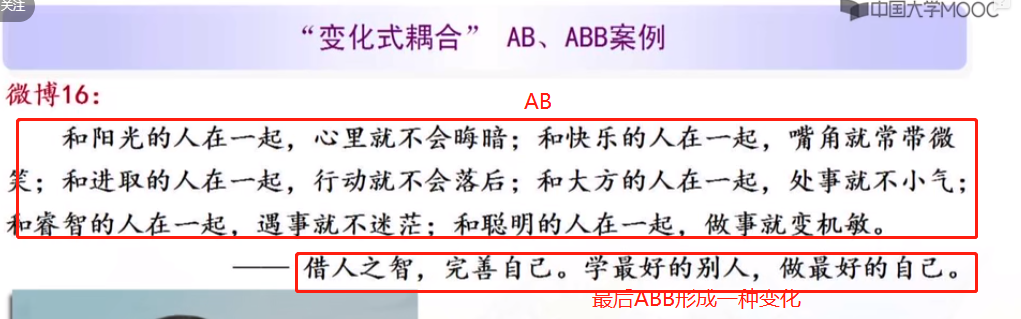 关注
中国大学MOOC
“变化式耦合” AB、ABB案例
微博16：
AB
和阳光的人在一起，心里就不会晦暗；和快乐的人在一起，嘴角就常带微
笑；和进取的人在一起，行动就不会落后；和大方的人在一起，处事就不小气；
和睿智的人在一起，遇事就不迷茫；和聪明的人在一起，做事就变机敏。
—— 借人之智，完善自己。学最好的别人，做最好的自己。
最后ABB形成一种变化